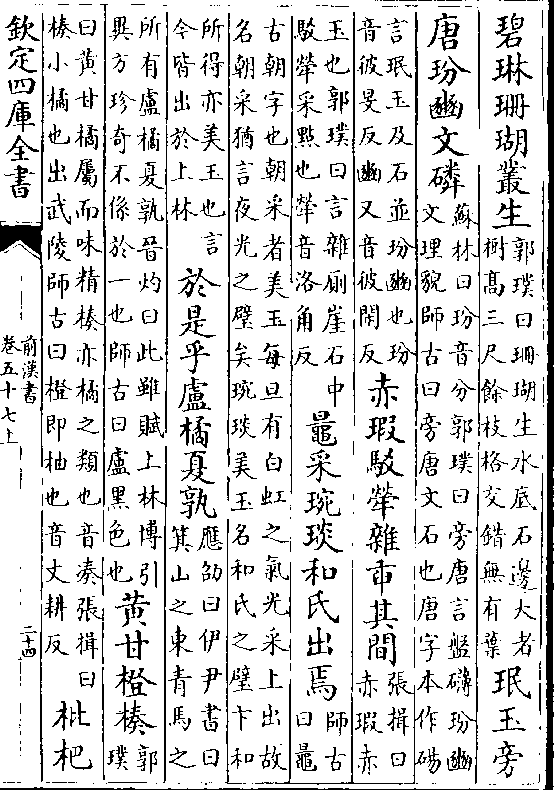 碧琳珊瑚叢生郭璞曰珊瑚生水底石邊大者樹髙三尺餘枝格交錯無有葉珉玉旁
唐玢豳文磷蘇林曰玢音分郭璞曰旁唐言盤礴玢豳文理貌師古曰旁唐文石也唐字本作碭
言珉玉及石並玢豳也玢音彼旻反豳又音彼閑反赤瑕駁犖雜帀其間張揖曰赤瑕赤
玉也郭璞曰言雜厠崖石中駁犖采㸃也犖音洛角反鼂采琬琰和氏出焉師古曰鼂
古朝字也朝采者美玉每旦有白虹之氣光采上出故名朝采猶言夜光之璧矣琬琰美玉名和氏之璧卞和
所得亦美玉也言今皆出於上林於是乎盧橘夏孰應劭曰伊尹書曰箕山之東青馬之
所有盧橘夏孰晉灼曰此雖賦上林博引異方珍奇不係於一也師古曰盧黑色也黄甘橙楱郭璞
曰黄甘橘屬而味精楱亦橘之類也音凑張揖曰楱小橘也出武陵師古曰橙即柚也音丈耕反枇杷
欽定四庫全書
前漢書
卷五十七上
二十四